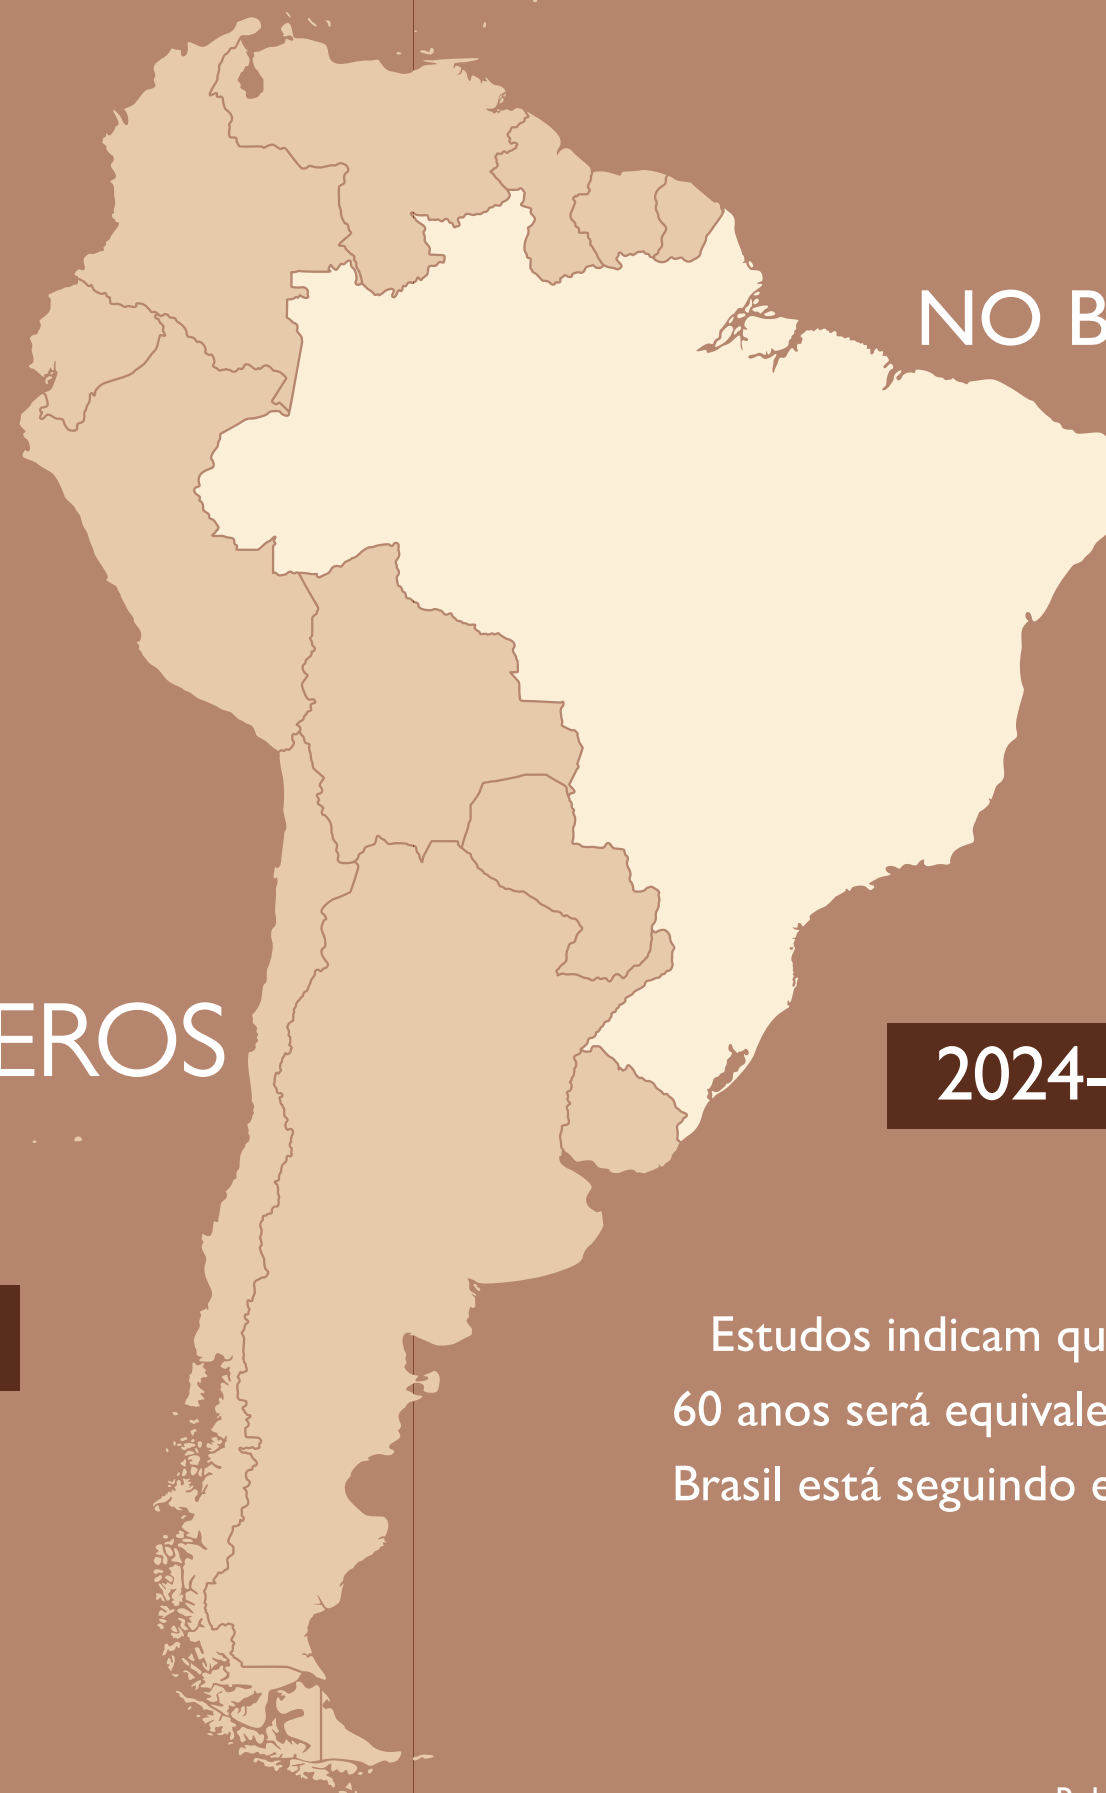 NO B
EROS
2024-
Estudos indicam qu
60 anos será equivale
Brasil está seguindo e